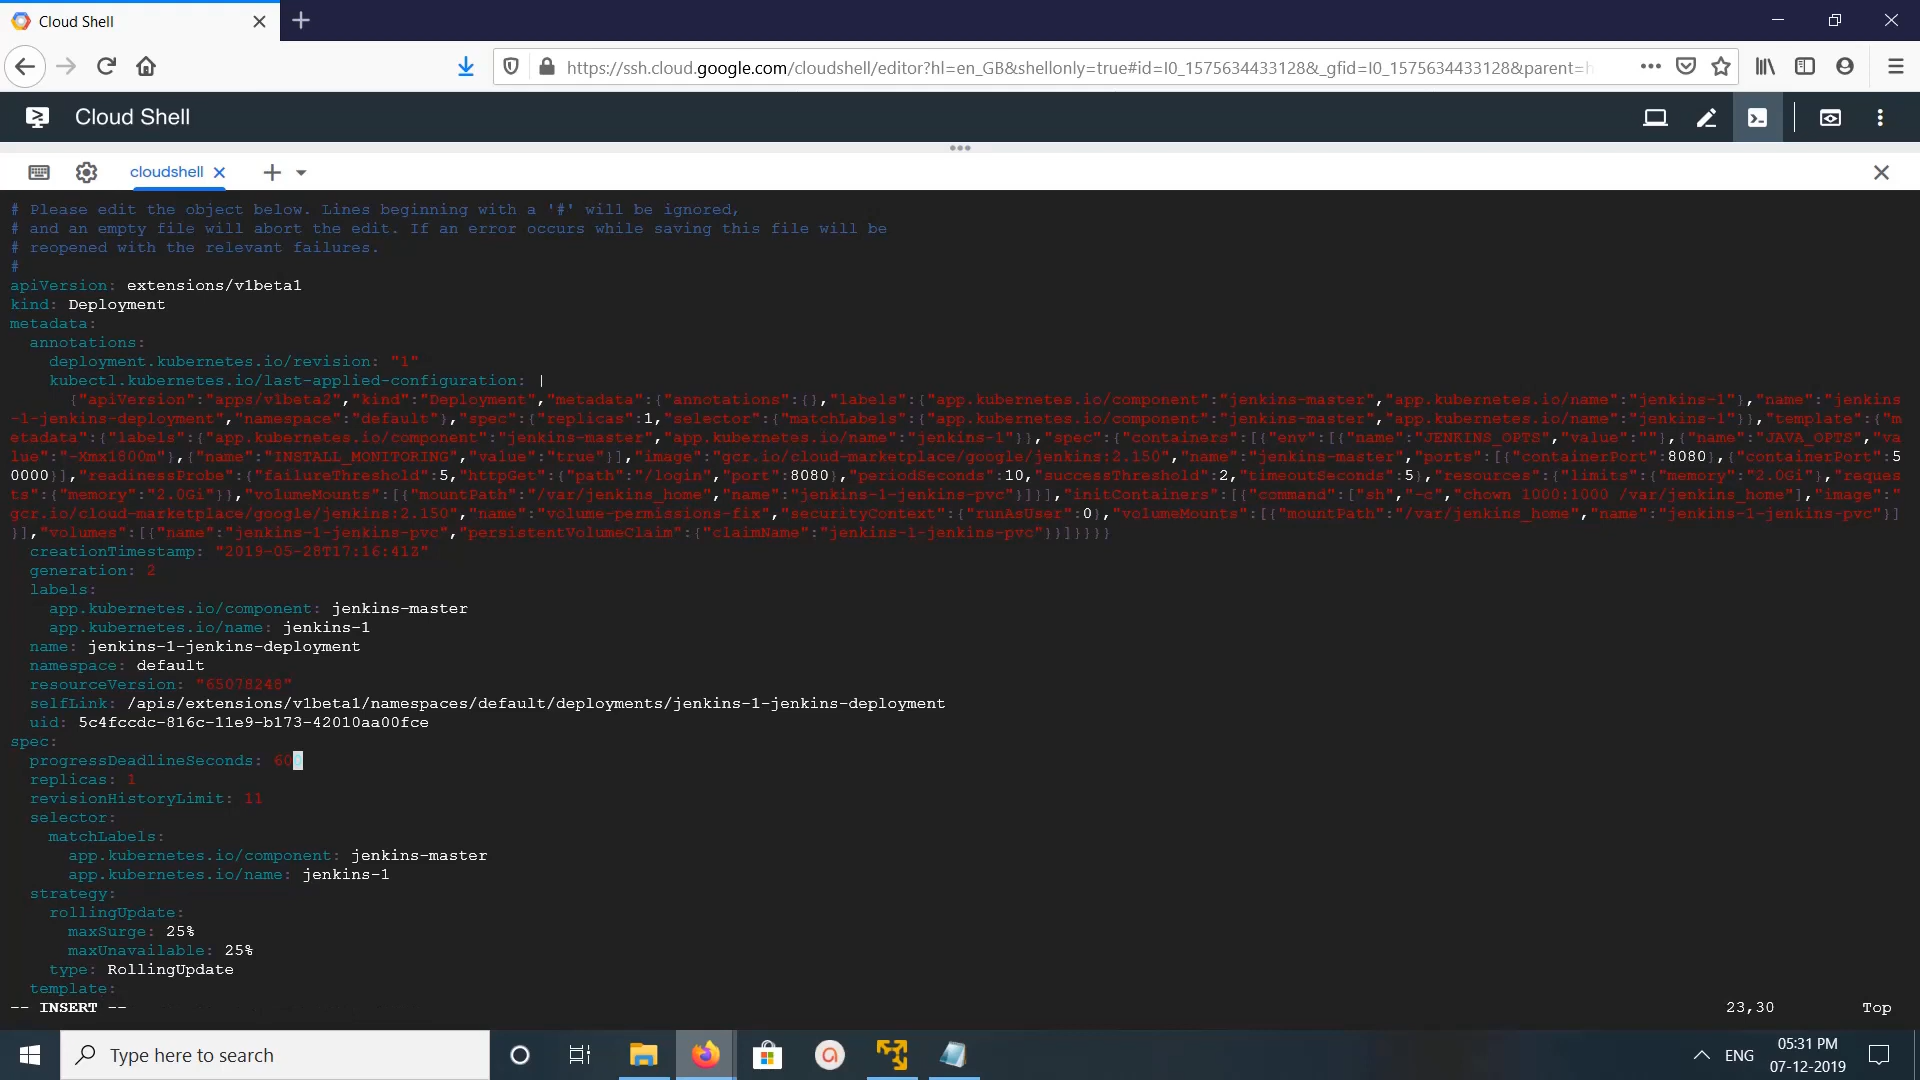 Cloud Shell
https://ssh.cloud.google.com/cloudshell/editor?hl=en_GB&shellonly=true#id=I0_1575634433128&_gfid=I0_1575634433128&parent=h
Cloud Shell
cloudshell
# Please edit the object below. Lines beginning with a '#' will be ignored,
# and an empty file will abort the edit. If an error occurs while saving this file will be
# reopened with the relevant failures.
#
apiVersion: extensions/v1beta1
kind: Deployment
metadata:
  annotations:
    deployment.kubernetes.io/revision: "1"
    kubectl.kubernetes.io/last-applied-configuration: |
      {"apiVersion":"apps/v1beta2","kind":"Deployment","metadata":{"annotations":{},"labels":{"app.kubernetes.io/component":"jenkins-master","app.kubernetes.io/name":"jenkins-1"},"name":"jenkins
-1-jenkins-deployment","namespace":"default"},"spec":{"replicas":1,"selector":{"matchLabels":{"app.kubernetes.io/component":"jenkins-master","app.kubernetes.io/name":"jenkins-1"}},"template":{"m
etadata":{"labels":{"app.kubernetes.io/component":"jenkins-master","app.kubernetes.io/name":"jenkins-1"}},"spec":{"containers":[{"env":[{"name":"JENKINS_OPTS","value":""},{"name":"JAVA_OPTS","va
lue":"-Xmx1800m"},{"name":"INSTALL_MONITORING","value":"true"}],"image":"gcr.io/cloud-marketplace/google/jenkins:2.150","name":"jenkins-master","ports":[{"containerPort":8080},{"containerPort":5
0000}],"readinessProbe":{"failureThreshold":5,"httpGet":{"path":"/login","port":8080},"periodSeconds":10,"successThreshold":2,"timeoutSeconds":5},"resources":{"limits":{"memory":"2.0Gi"},"reques
ts":{"memory":"2.0Gi"}},"volumeMounts":[{"mountPath":"/var/jenkins_home","name":"jenkins-1-jenkins-pvc"}]}],"initContainers":[{"command":["sh","-c","chown 1000:1000 /var/jenkins_home"],"image":"
gcr.io/cloud-marketplace/google/jenkins:2.150","name":"volume-permissions-fix","securityContext":{"runAsUser":0},"volumeMounts":[{"mountPath":"/var/jenkins_home","name":"jenkins-1-jenkins-pvc"}]
}],"volumes":[{"name":"jenkins-1-jenkins-pvc","persistentVolumeClaim":{"claimName":"jenkins-1-jenkins-pvc"}}]}}}}
  creationTimestamp: "2019-05-28T17:16:41Z"
  generation: 2
  labels:
    app.kubernetes.io/component: jenkins-master
    app.kubernetes.io/name: jenkins-1
  name: jenkins-1-jenkins-deployment
  namespace: default
  resourceVersion: "65078248"
  selfLink: /apis/extensions/v1beta1/namespaces/default/deployments/jenkins-1-jenkins-deployment
  uid: 5c4fccdc-816c-11e9-b173-42010aa00fce
spec:
  progressDeadlineSeconds: 600
  replicas: 1
  revisionHistoryLimit: 11
  selector:
    matchLabels:
      app.kubernetes.io/component: jenkins-master
      app.kubernetes.io/name: jenkins-1
  strategy:
    rollingUpdate:
      maxSurge: 25%
      maxUnavailable: 25%
    type: RollingUpdate
  template:
-- INSERT -- 23,30 Top
Type here to search
ENG
05:31 PM
07-12-2019